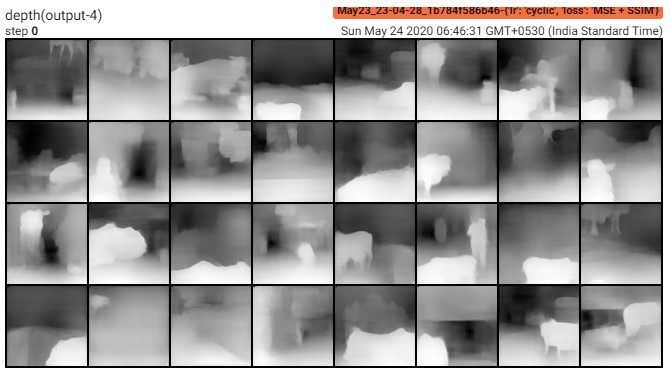 depth(output-4)
May23_23-04-28_1b784f586b46-{'lr': 'cyclic', 'loss': 'MSE + SSIM'}
step 0
Sun May 24 2020 06:46:31 GMT+0530 (India Standard Time)